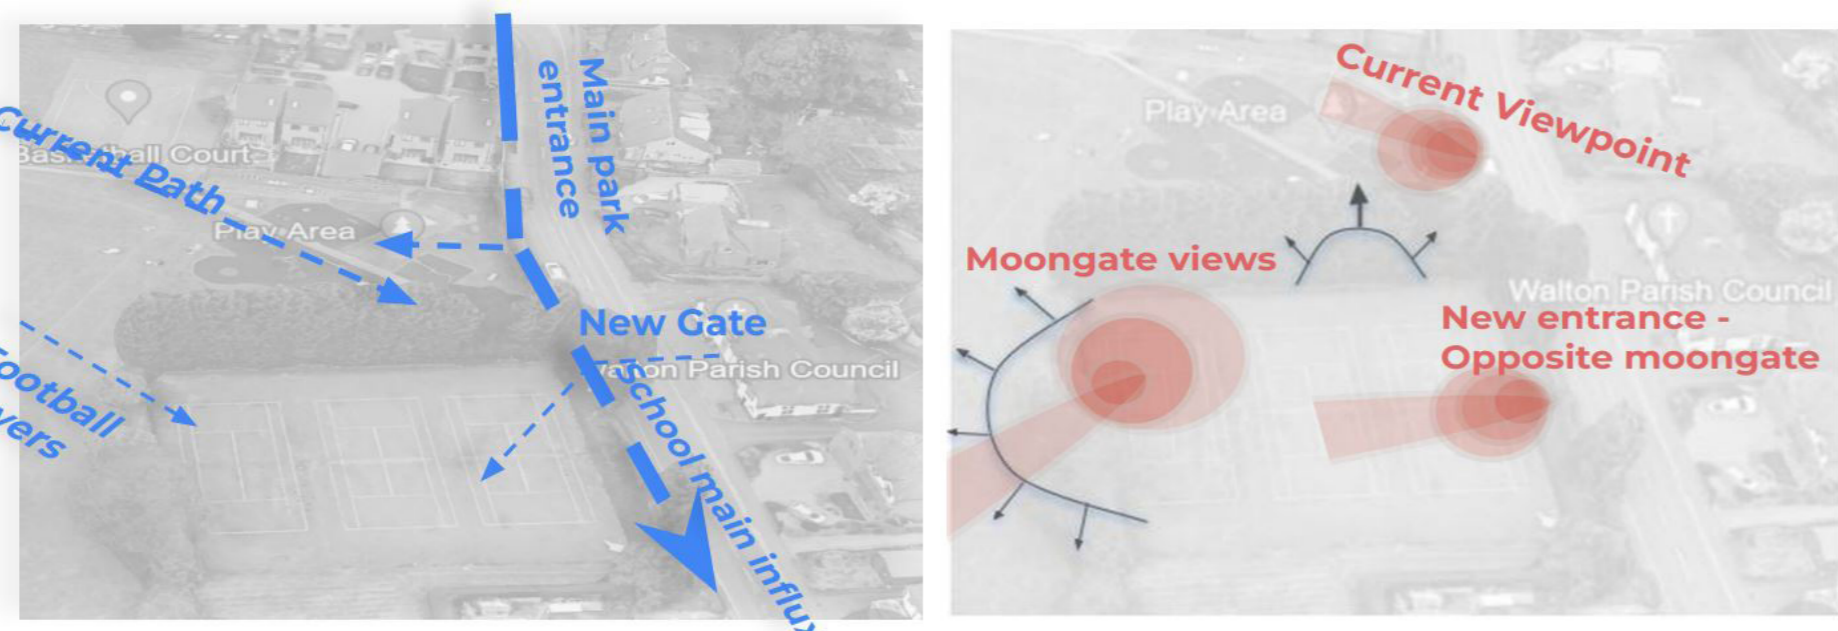 Main park
entrance
Current Path
Basketball Court
Play Area
New Gate
Walton Parish Council
School main influx
Football
Current Viewpoint
Play Area
Moongate views
Walton Parish Council
New entrance -
Opposite moongate